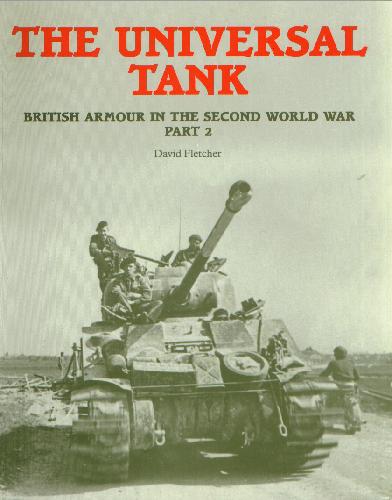 THE UNIVERSAL
TANK
BRITISH ARMOUR IN THE SECOND WORLD WAR
PART 2
David Fletcher